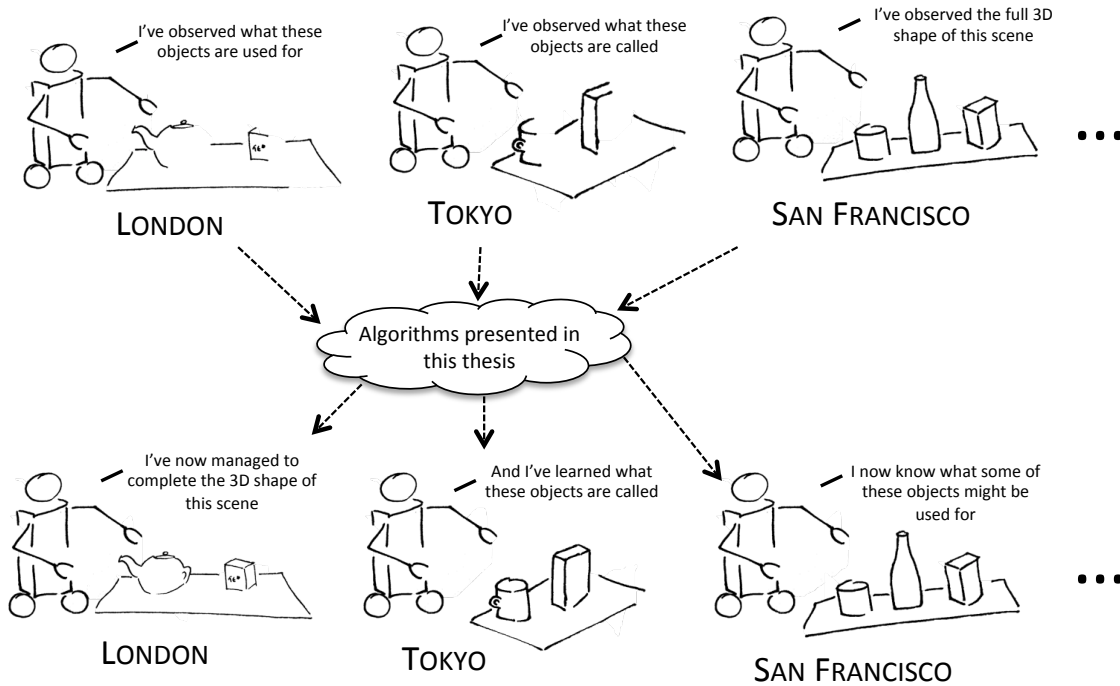 I've observed what these
objects are used for
I've observed what these
objects are called
I've observed the full 3D
shape of this scene
...
LONDON
TOKYO
SAN FRANCISCO
Algorithms presented in
this thesis
I've now managed to
complete the 3D shape of
this scene
And I've learned what
these objects are called
I now know what some of
these objects might be
used for
...
LONDON
TOKYO
SAN FRANCISCO